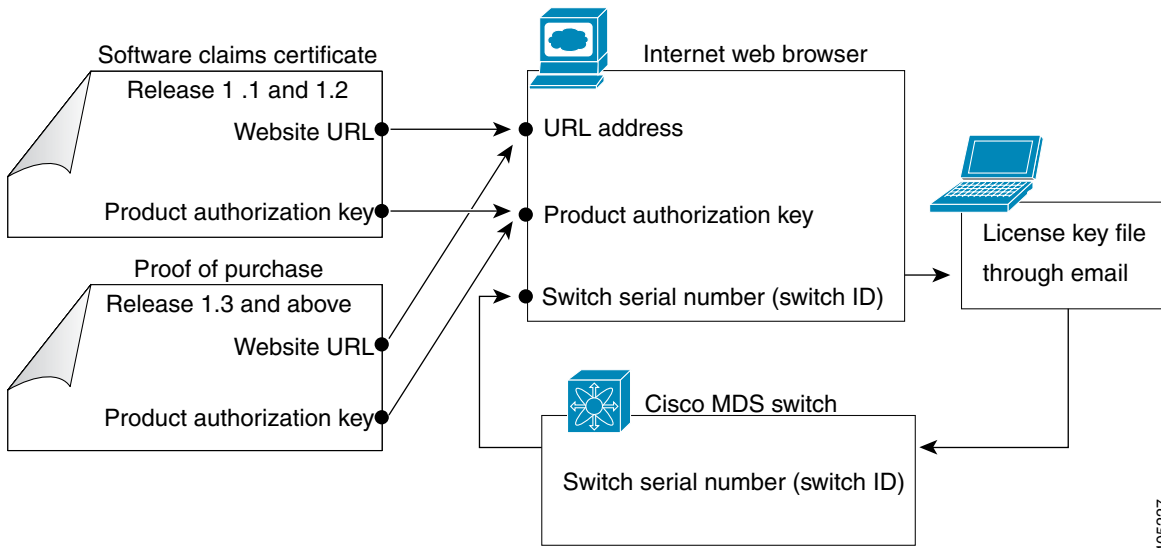 Software claims certificate
Release 1 .1 and 1.2
Website URL
Product authorization key
Proof of purchase
Release 1.3 and above
Website URL
Product authorization key
Internet web browser
URL address
Product authorization key
Switch serial number (switch ID)
License key file
through email
Cisco MDS switch
Switch serial number (switch ID)